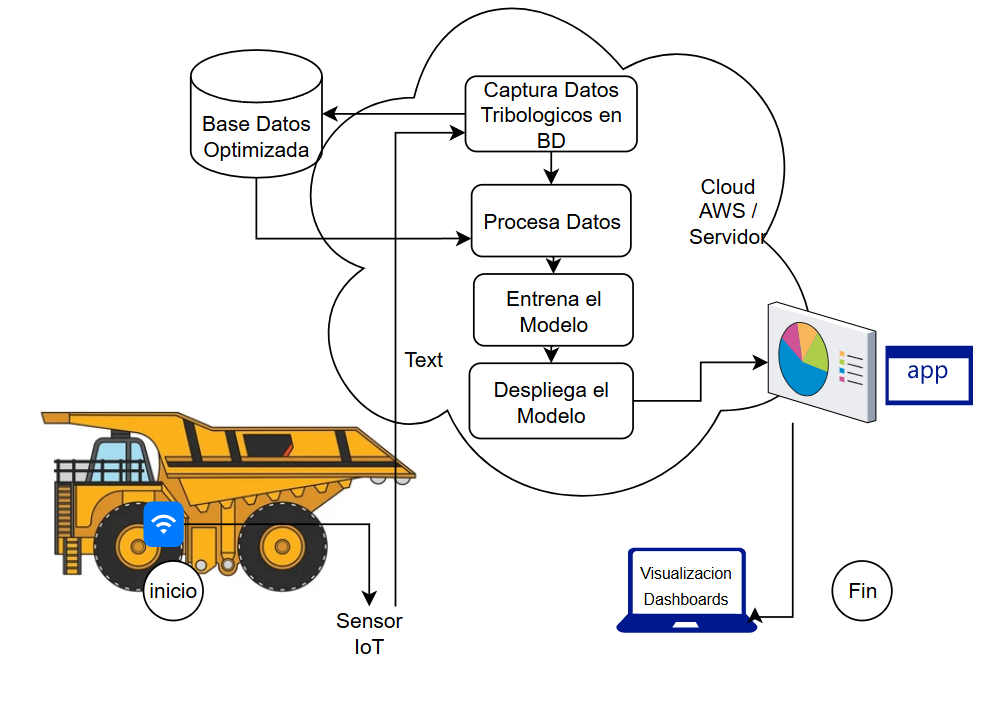 Captura Datos
Tribologicos en
BD
Base Datos
Optimizada
Procesa Datos
Cloud
AWS /
Servidor
Entrena el
Modelo
Text
Despliega el
Modelo
app
inicio
Sensor
IoT
Visualizacion
Dashboards
Fin